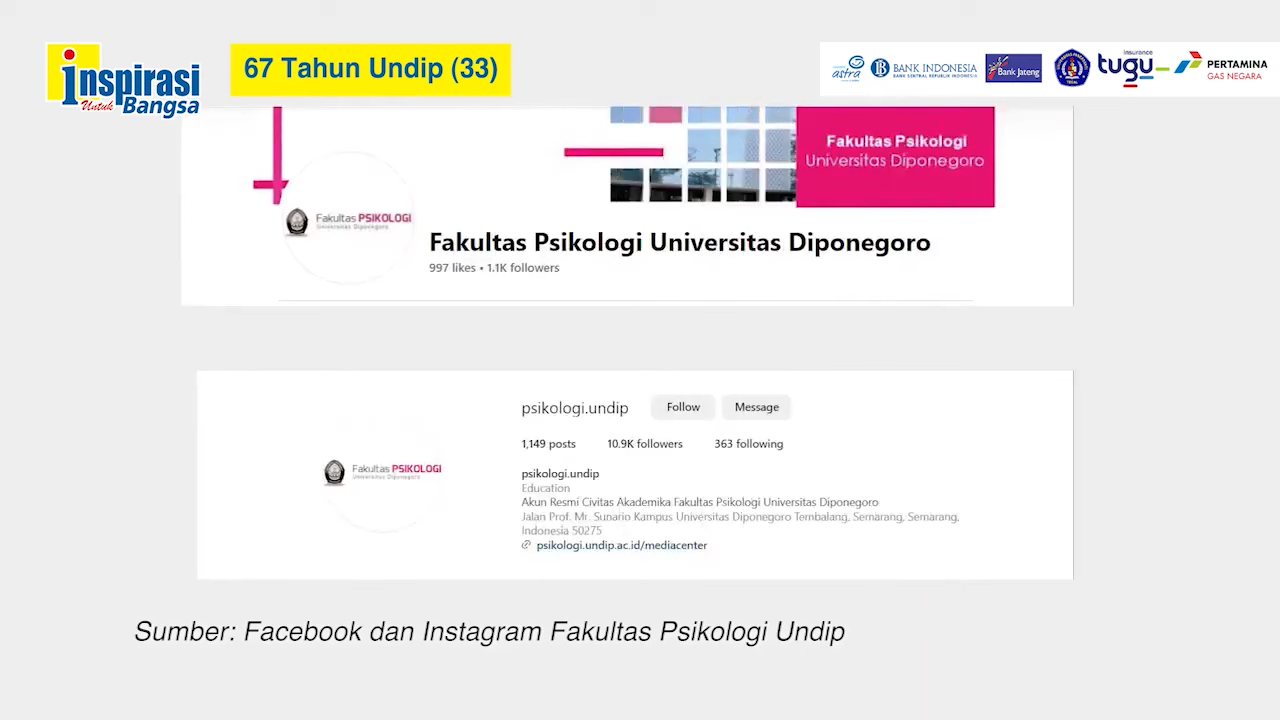 inspirasi
Untuk
Bangsa
67 Tahun Undip (33)
astra
BANK INDONESIA
BANK SENTRAL REPUBLIK INDONESIA
Bank Jateng
insurance
tugu
PERTAMINA
GAS NEGARA
Fakultas Psikologi
Universitas Diponegoro
Fakultas PSIKOLOGI
Universitas Diponegoro
Fakultas Psikologi Universitas Diponegoro
997 likes • 1.1K followers
psikologi.undip Follow Message
1,149 posts 10.9K followers 363 following
Fakultas PSIKOLOGI
Universitas Diponegoro
psikologi.undip
Education
Akun Resmi Civitas Akademika Fakultas Psikologi Universitas Diponegoro
Jalan Prof. Mr. Sunario Kampus Universitas Diponegoro Tembalang, Semarang, Semarang,
Indonesia 50275
psikologi.undip.ac.id/mediacenter
Sumber: Facebook dan Instagram Fakultas Psikologi Undip